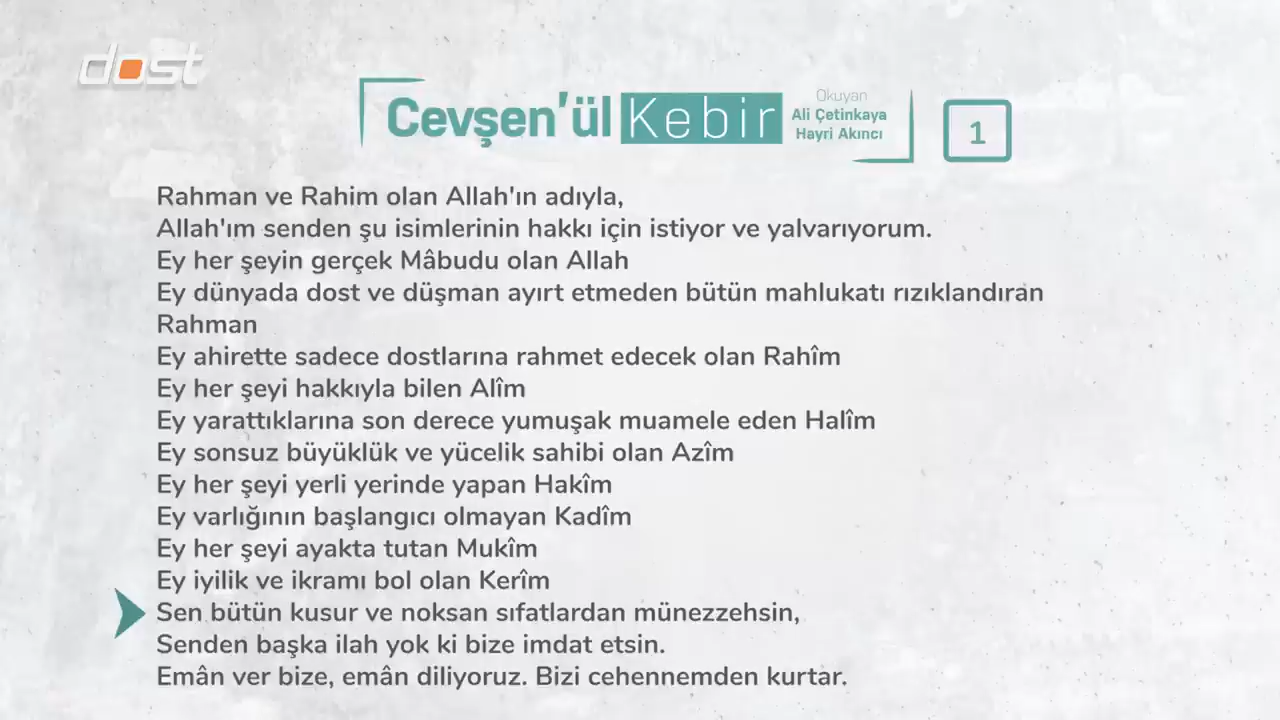 dost
Cevşen'ül Kebir
Okuyan
Ali Çetinkaya
Hayri Akıncı
1
Rahman ve Rahim olan Allah'ın adıyla,
Allah'ım senden şu isimlerinin hakkı için istiyor ve yalvarıyorum.
Ey her şeyin gerçek Mâbudu olan Allah
Ey dünyada dost ve düşman ayırt etmeden bütün mahlukatı rızıklandıran
Rahman
Ey ahirette sadece dostlarına rahmet edecek olan Rahîm
Ey her şeyi hakkıyla bilen Alîm
Ey yarattıklarına son derece yumuşak muamele eden Halîm
Ey sonsuz büyüklük ve yücelik sahibi olan Azîm
Ey her şeyi yerli yerinde yapan Hakîm
Ey varlığının başlangıcı olmayan Kadîm
Ey her şeyi ayakta tutan Mukîm
Ey iyilik ve ikramı bol olan Kerîm
Sen bütün kusur ve noksan sıfatlardan münezzehsin,
Senden başka ilah yok ki bize imdat etsin.
Emân ver bize, emân diliyoruz. Bizi cehennemden kurtar.